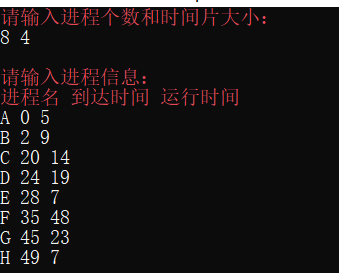 请输入进程个数和时间片大小:
8 4
请输入进程信息:
进程名 到达时间 运行时间
A 0 5
B 2 9
C 20 14
D 24 19
E 28 7
F 35 48
G 45 23
H 49 7